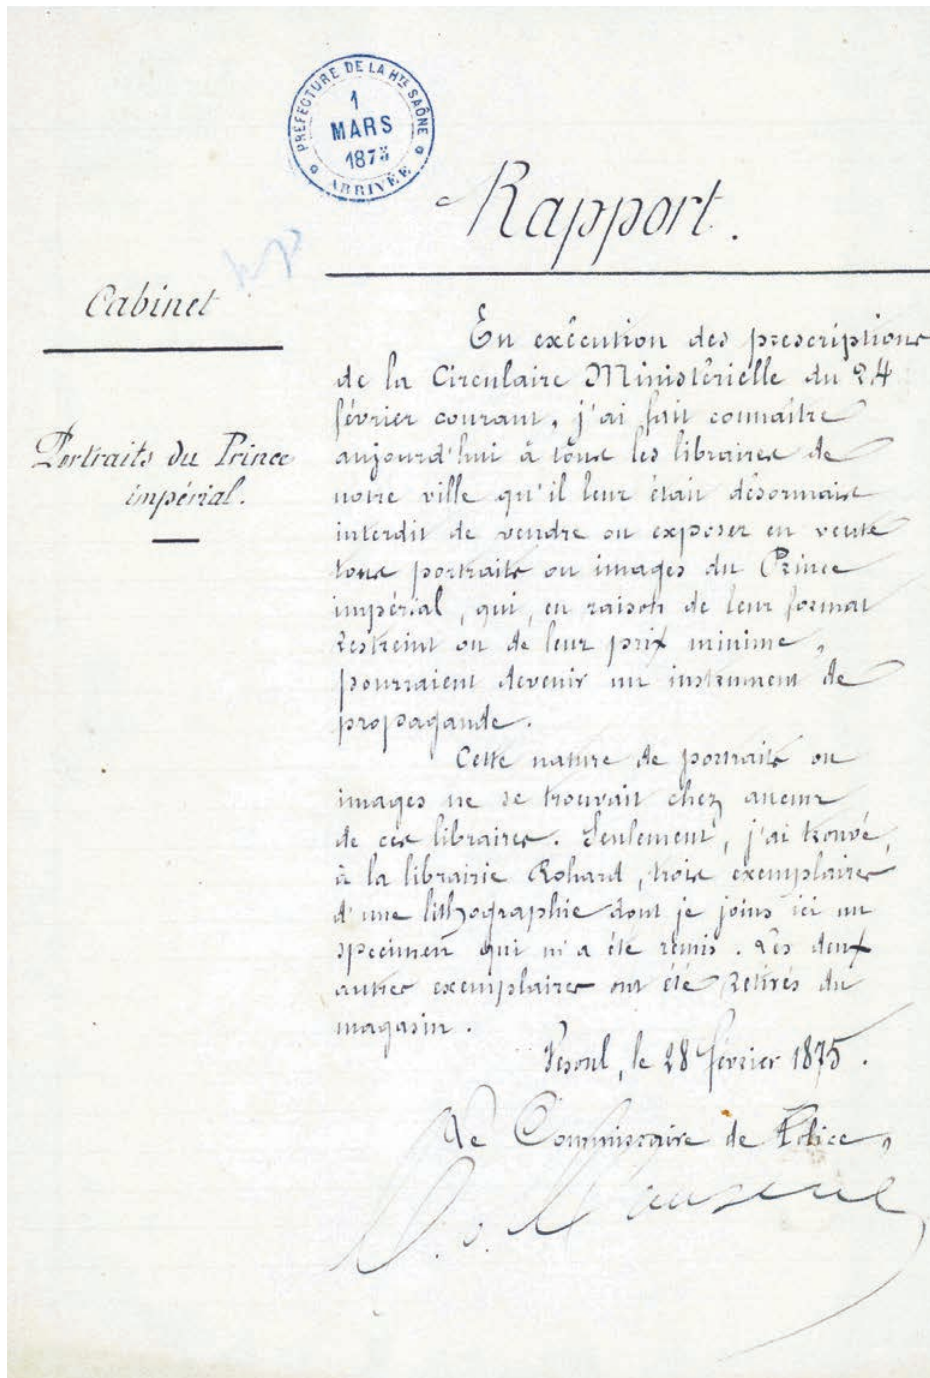 PRÉFECTURE DE LA HTE SAÔNE
1
MARS
1875
ARRIVÉE
Rapport.
Cabinet
Portraits du Prince
impérial.
En exécution des prescriptions
de la Circulaire Ministérielle du 24
février courant, j'ai fait connaître
aujourd'hui à tous les libraires de
notre ville qu'il leur était désormais
interdit de vendre ou exposer en vente
tous portraits ou images du Prince
impérial, qui, en raison de leur format
restreint ou de leur prix minime,
pourraient devenir un instrument de
propagande.
Cette nature de portraits ou
images ne se trouvait chez aucun
de ces libraires. Seulement, j'ai trouvé,
à la librairie Rohard, trois exemplaires
d'une lithographie dont je joins ici un
specimen qui m'a été remis. Les deux
autres exemplaires ont été retirés du
magasin.
Vesoul, le 28 février 1875.
Le Commissaire de Police,